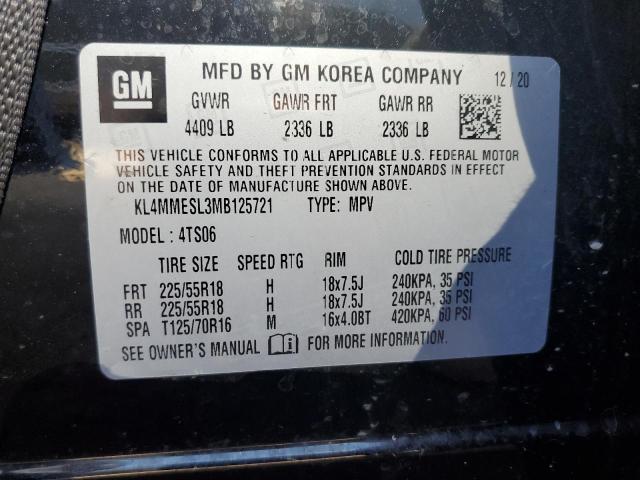 GM MFD BY GM KOREA COMPANY 12/20
GVWR GAWR FRT GAWR RR
4409 LB 2336 LB 2336 LB
THIS VEHICLE CONFORMS TO ALL APPLICABLE U.S. FEDERAL MOTOR
VEHICLE SAFETY AND THEFT PREVENTION STANDARDS IN EFFECT
ON THE DATE OF MANUFACTURE SHOWN ABOVE.
KL4MMESL3MB125721 TYPE: MPV
MODEL: 4TS06
TIRE SIZE SPEED RTG RIM COLD TIRE PRESSURE
FRT 225/55R18 H 18x7.5J 240KPA, 35 PSI
RR 225/55R18 H 18x7.5J 240KPA, 35 PSI
SPA T125/70R16 M 16x4.0BT 420KPA, 60 PSI
SEE OWNER'S MANUAL FOR MORE INFORMATION.